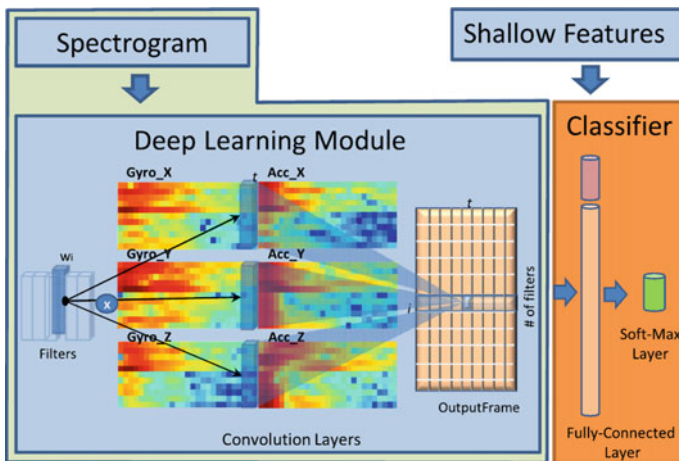 Spectrogram
Shallow Features
Deep Learning Module
Classifier
Gyro_X
t
Acc_X
t
Wi
Gyro_Y
Acc_Y
x
i
# of filters
Filters
Gyro_Z
Acc_Z
Soft-Max
Layer
OutputFrame
Convolution Layers
Fully-Connected
Layer